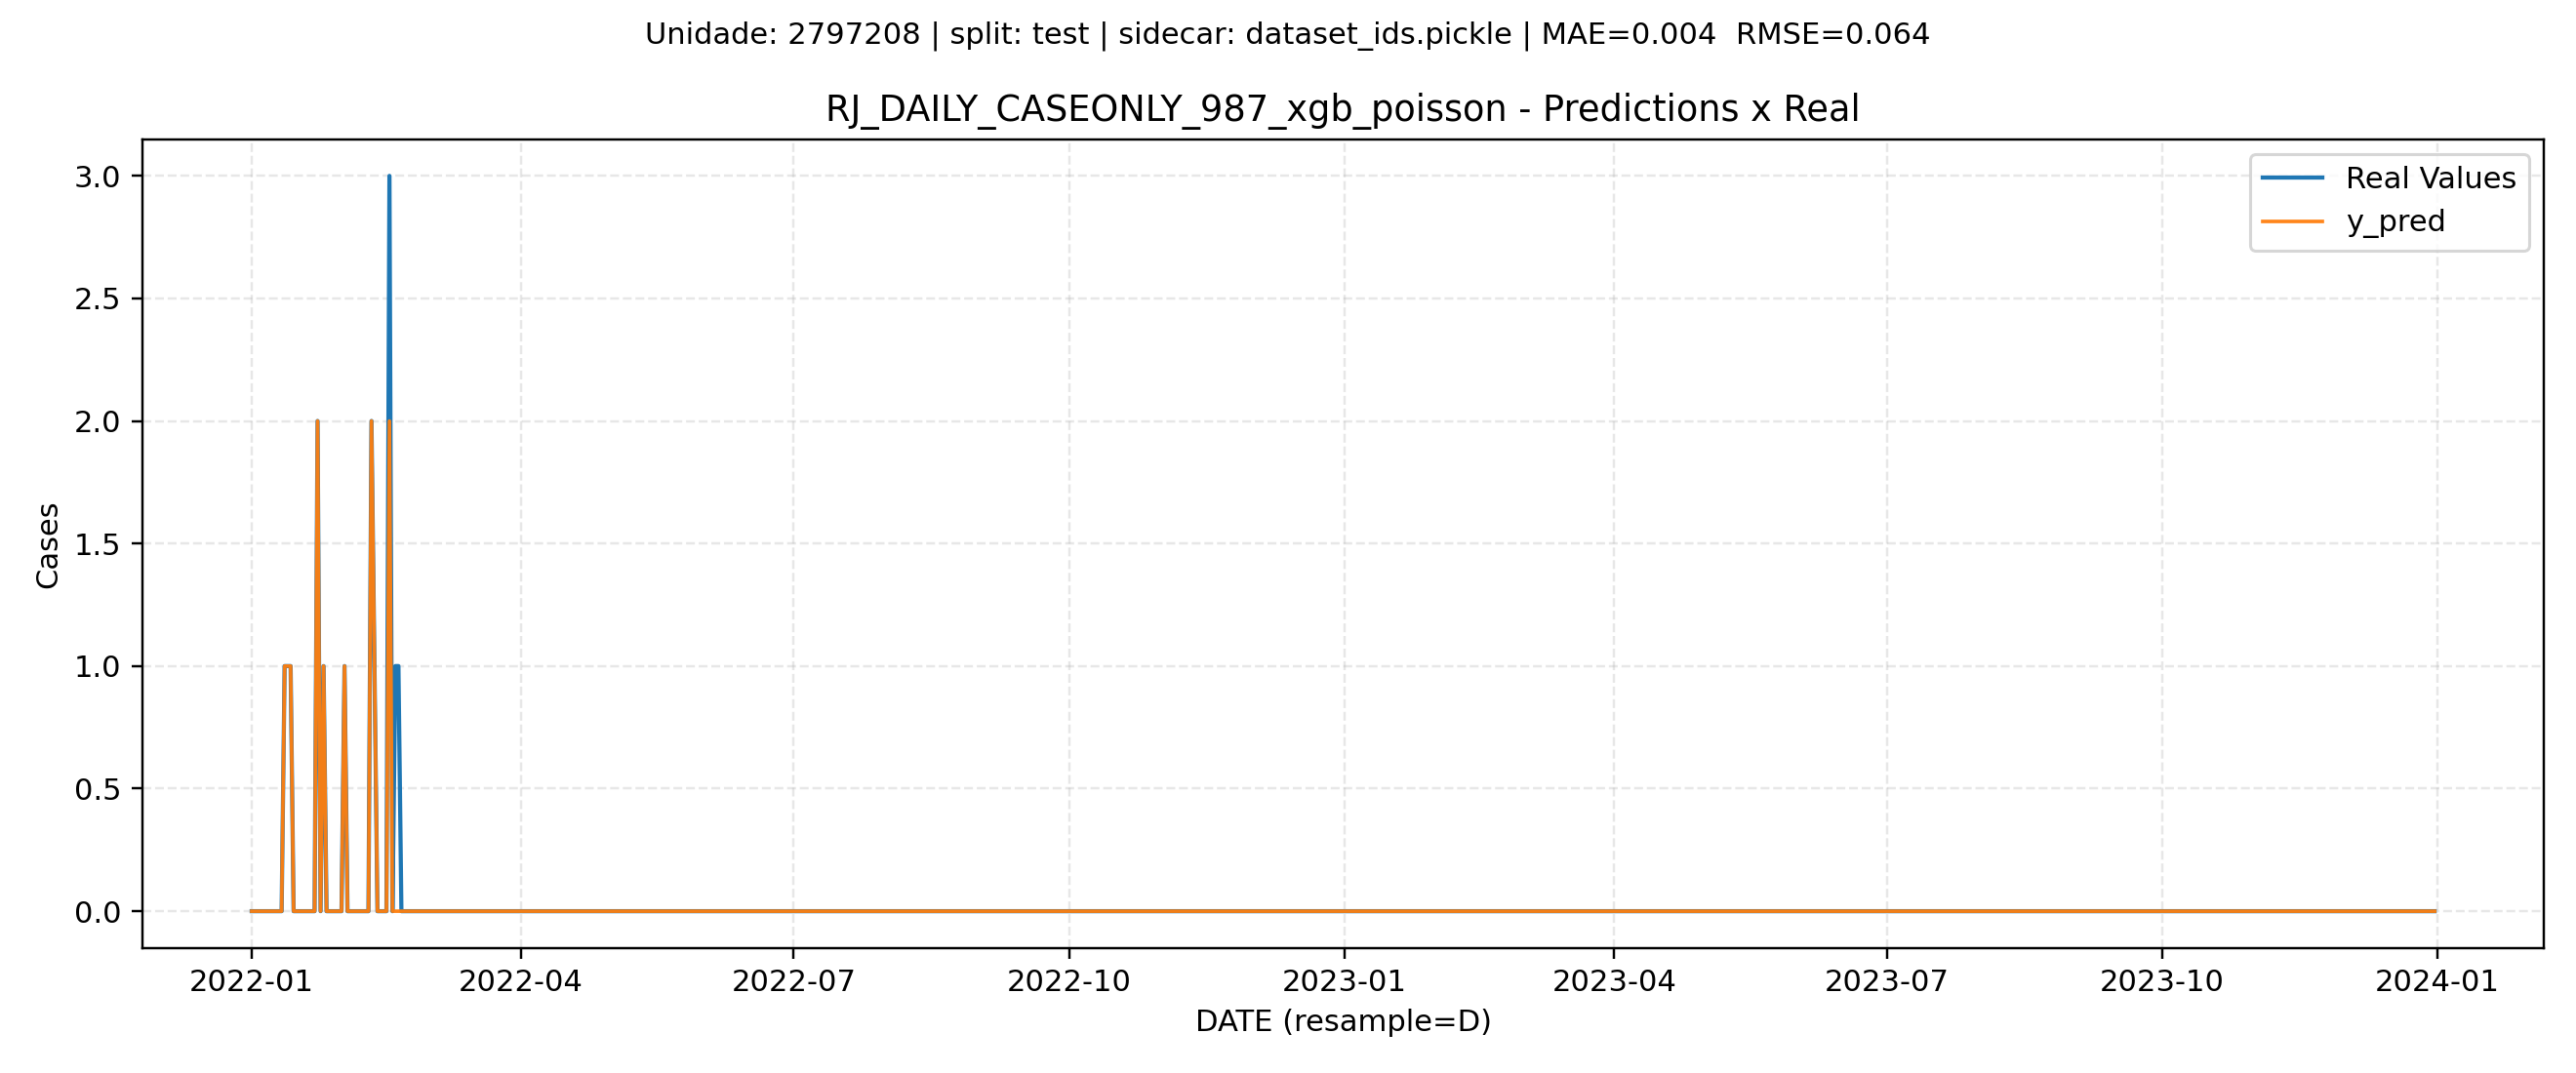 Unidade: 2797208 | split: test | sidecar: dataset_ids.pickle | MAE=0.004  RMSE=0.064
RJ_DAILY_CASEONLY_987_xgb_poisson - Predictions x Real
Real Values
y_pred
3.0
2.5
2.0
1.5
1.0
0.5
0.0
Cases
2022-01 2022-04 2022-07 2022-10 2023-01 2023-04 2023-07 2023-10 2024-01
DATE (resample=D)